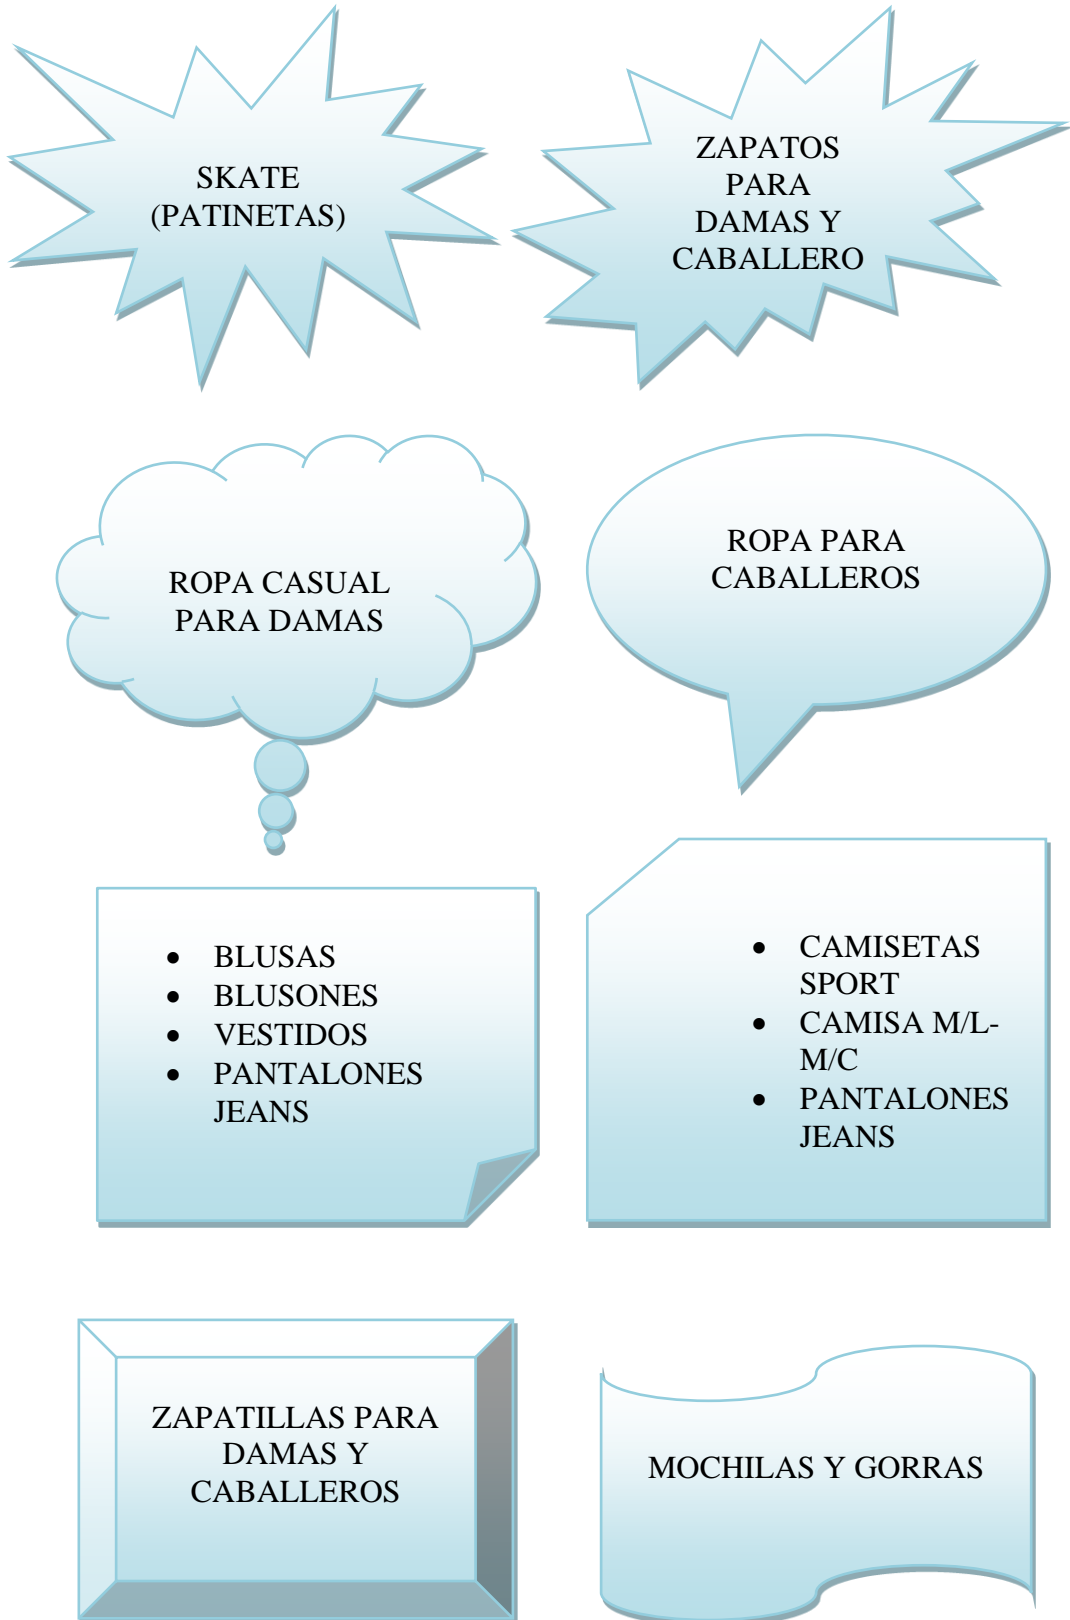 SKATE
(PATINETAS)
ZAPATOS
PARA
DAMAS Y
CABALLERO
ROPA CASUAL
PARA DAMAS
ROPA PARA
CABALLEROS
• BLUSAS
• BLUSONES
• VESTIDOS
• PANTALONES
JEANS
• CAMISETAS
SPORT
• CAMISA M/L-
M/C
• PANTALONES
JEANS
ZAPATILLAS PARA
DAMAS Y
CABALLEROS
MOCHILAS Y GORRAS